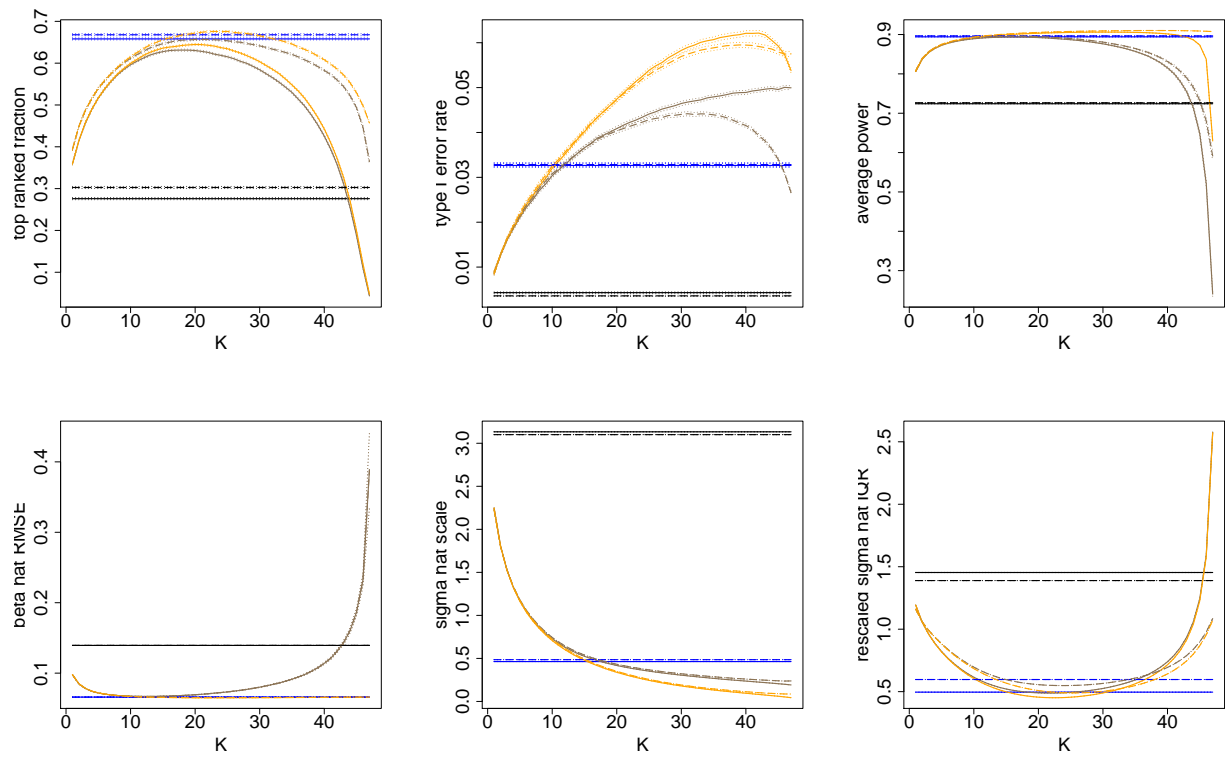 top ranked fraction
0.1 0.2 0.3 0.4 0.5 0.6 0.7
0 10 20 30 40
K
type I error rate
0.01 0.03 0.05
0 10 20 30 40
K
average power
0.3 0.5 0.7 0.9
0 10 20 30 40
K
beta hat RMSE
0.1 0.2 0.3 0.4
0 10 20 30 40
K
sigma hat scale
0.0 0.5 1.0 1.5 2.0 2.5 3.0
0 10 20 30 40
K
rescaled sigma hat IQR
0.5 1.0 1.5 2.0 2.5
0 10 20 30 40
K